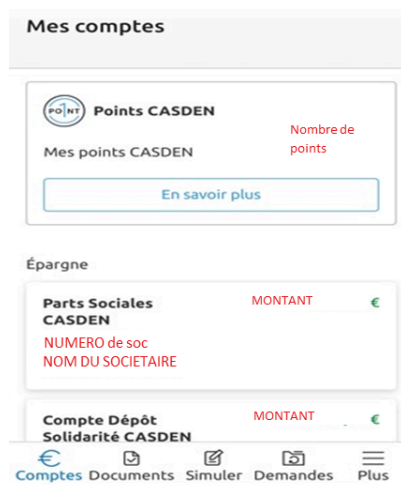 Mes comptes
POINT
Points CASDEN
Nombre de
points
Mes points CASDEN
En savoir plus
Épargne
Parts Sociales
CASDEN
MONTANT €
NUMERO de soc
NOM DU SOCIETAIRE
Compte Dépôt
Solidarité CASDEN
MONTANT €
Comptes Documents Simuler Demandes Plus